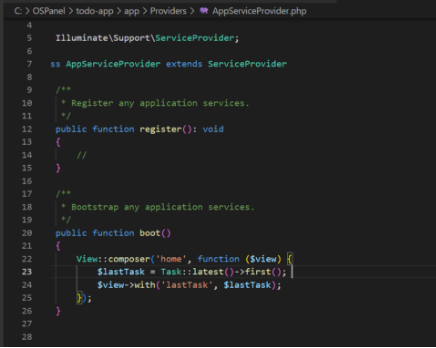 C: > OSPanel > todo-app > app > Providers > AppServiceProvider.php
4
5 Illuminate\Support\ServiceProvider;
6
7 ss AppServiceProvider extends ServiceProvider
8
9 /**
10 * Register any application services.
11 */
12 public function register(): void
13 {
14 //
15 }
16
17 /**
18 * Bootstrap any application services.
19 */
20 public function boot()
21 {
22 View::composer('home', function ($view) {
23 $lastTask = Task::latest()->first();
24 $view->with('lastTask', $lastTask);
25 });
26 }
27
28